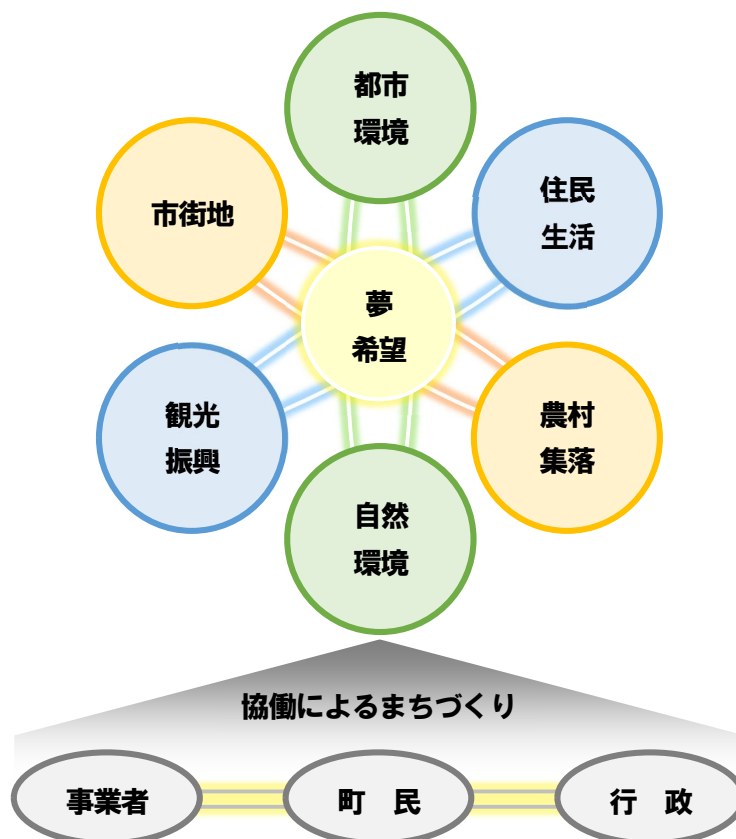 都市
環境
市街地
住民
生活
夢
希望
観光
振興
農村
集落
自然
環境
協働によるまちづくり
事業者
町　民
行　政